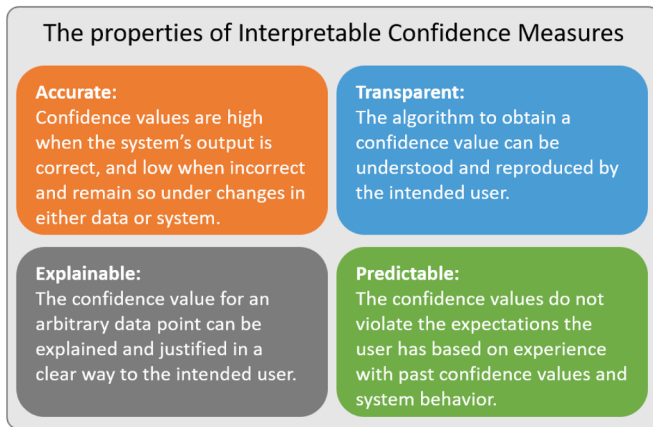 The properties of Interpretable Confidence Measures
Accurate:
Confidence values are high
when the system's output is
correct, and low when incorrect
and remain so under changes in
either data or system.
Transparent:
The algorithm to obtain a
confidence value can be
understood and reproduced by
the intended user.
Explainable:
The confidence value for an
arbitrary data point can be
explained and justified in a
clear way to the intended user.
Predictable:
The confidence values do not
violate the expectations the
user has based on experience
with past confidence values and
system behavior.